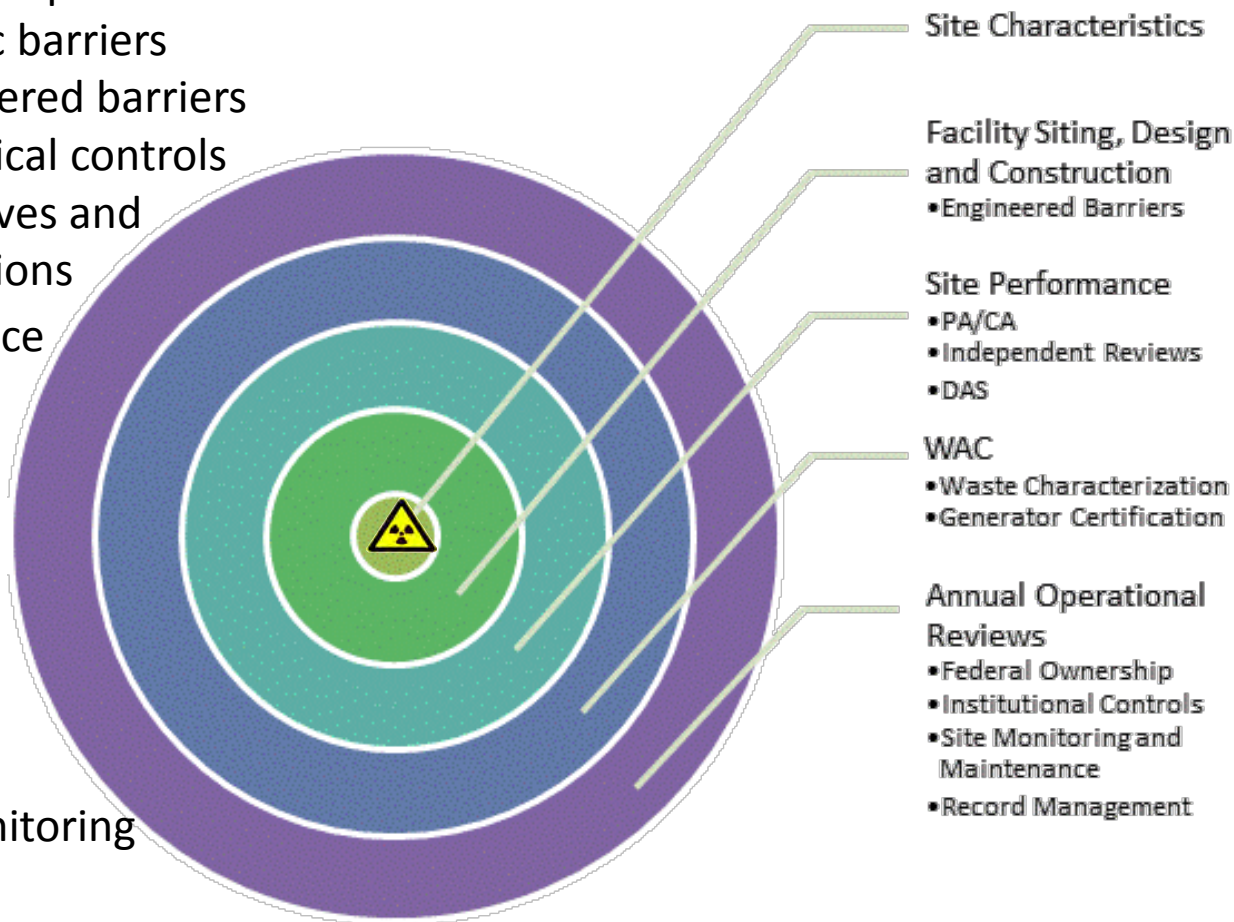 c barriers
ered barriers
ical controls
ves and
ions
ce
nitoring
Site Characteristics
Facility Siting, Design
and Construction
•Engineered Barriers
Site Performance
•PA/CA
•Independent Reviews
•DAS
WAC
•Waste Characterization
•Generator Certification
Annual Operational
Reviews
•Federal Ownership
•Institutional Controls
•Site Monitoring and
Maintenance
•Record Management